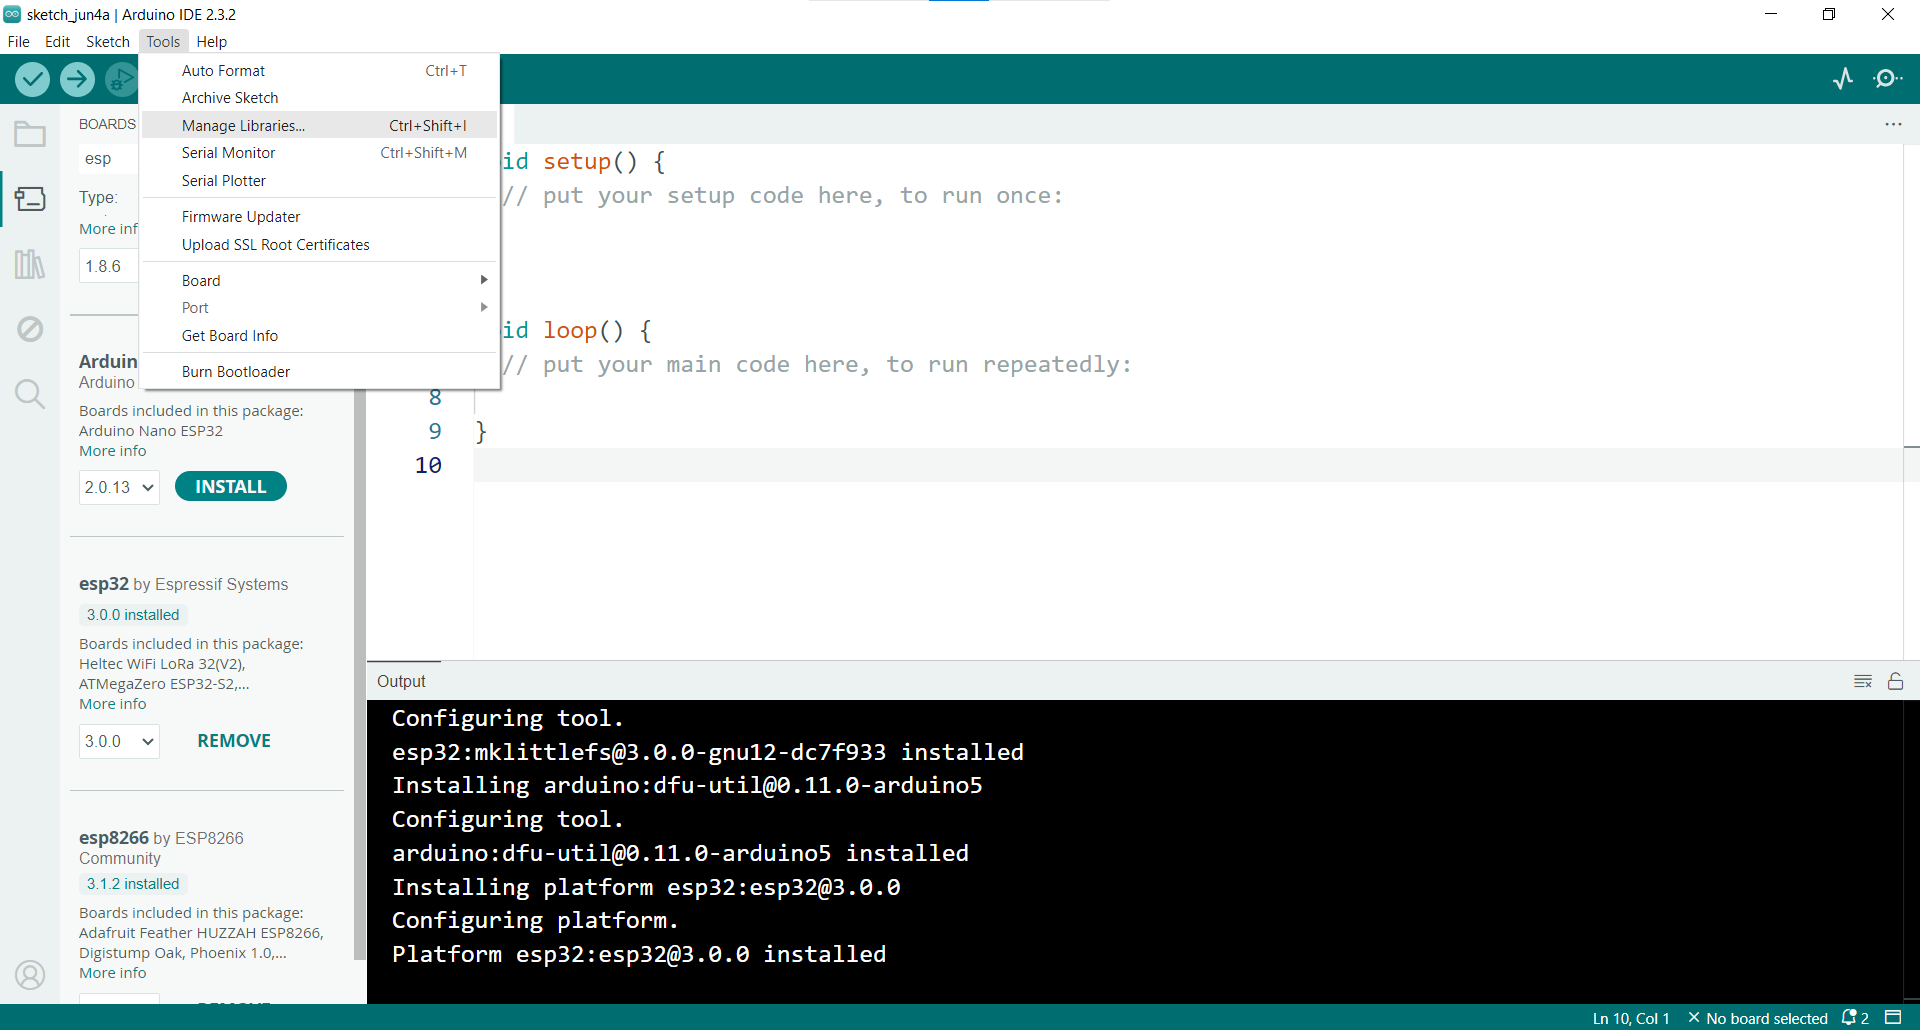 sketch_jun4a | Arduino IDE 2.3.2
File Edit Sketch Tools Help
Auto Format Ctrl+T
Archive Sketch
Manage Libraries... Ctrl+Shift+I
Serial Monitor Ctrl+Shift+M
Serial Plotter
Firmware Updater
Upload SSL Root Certificates
Board
Port
Get Board Info
Burn Bootloader
BOARDS
esp
Type:
More inf
1.8.6
Arduin
Arduino
Boards included in this package:
Arduino Nano ESP32
More info
2.0.13 INSTALL
esp32 by Espressif Systems
3.0.0 installed
Boards included in this package:
Heltec WiFi LoRa 32(V2),
ATMegaZero ESP32-S2,...
More info
3.0.0 REMOVE
esp8266 by ESP8266
Community
3.1.2 installed
Boards included in this package:
Adafruit Feather HUZZAH ESP8266,
Digistump Oak, Phoenix 1.0,...
More info
id setup() {
// put your setup code here, to run once:
id loop() {
// put your main code here, to run repeatedly:
8
9 }
10
Output
Configuring tool.
esp32:mklittlefs@3.0.0-gnu12-dc7f933 installed
Installing arduino:dfu-util@0.11.0-arduino5
Configuring tool.
arduino:dfu-util@0.11.0-arduino5 installed
Installing platform esp32:esp32@3.0.0
Configuring platform.
Platform esp32:esp32@3.0.0 installed
Ln 10, Col 1 × No board selected 2